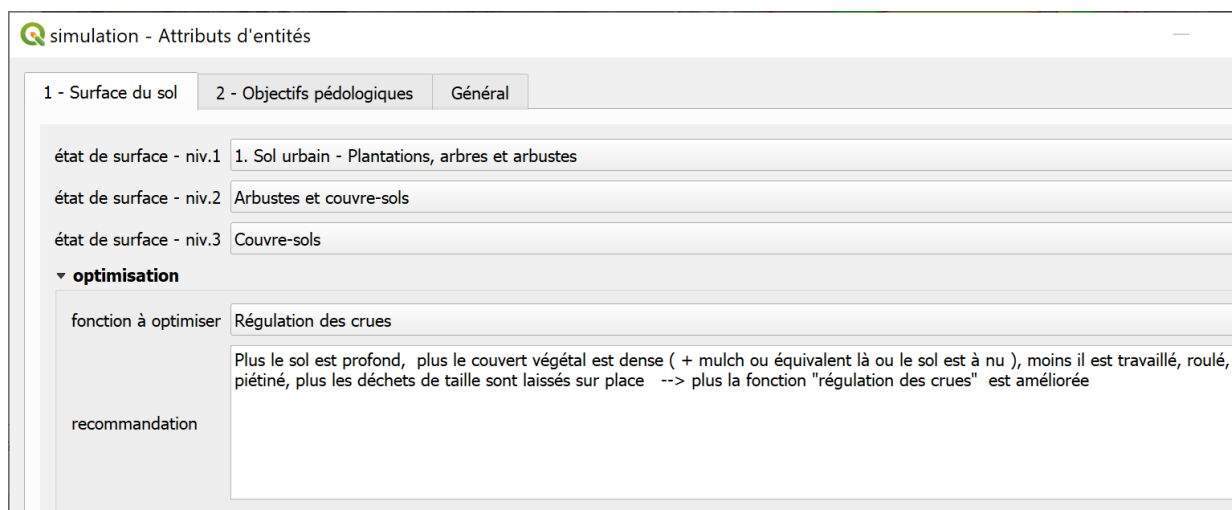 simulation - Attributs d'entités
1 - Surface du sol 2 - Objectifs pédologiques Général
état de surface - niv.1 1. Sol urbain - Plantations, arbres et arbustes
état de surface - niv.2 Arbustes et couvre-sols
état de surface - niv.3 Couvre-sols
optimisation
fonction à optimiser Régulation des crues
Plus le sol est profond, plus le couvert végétal est dense ( + mulch ou équivalent là ou le sol est à nu ), moins il est travaillé, roulé,
piétiné, plus les déchets de taille sont laissés sur place --> plus la fonction "régulation des crues" est améliorée
recommandation